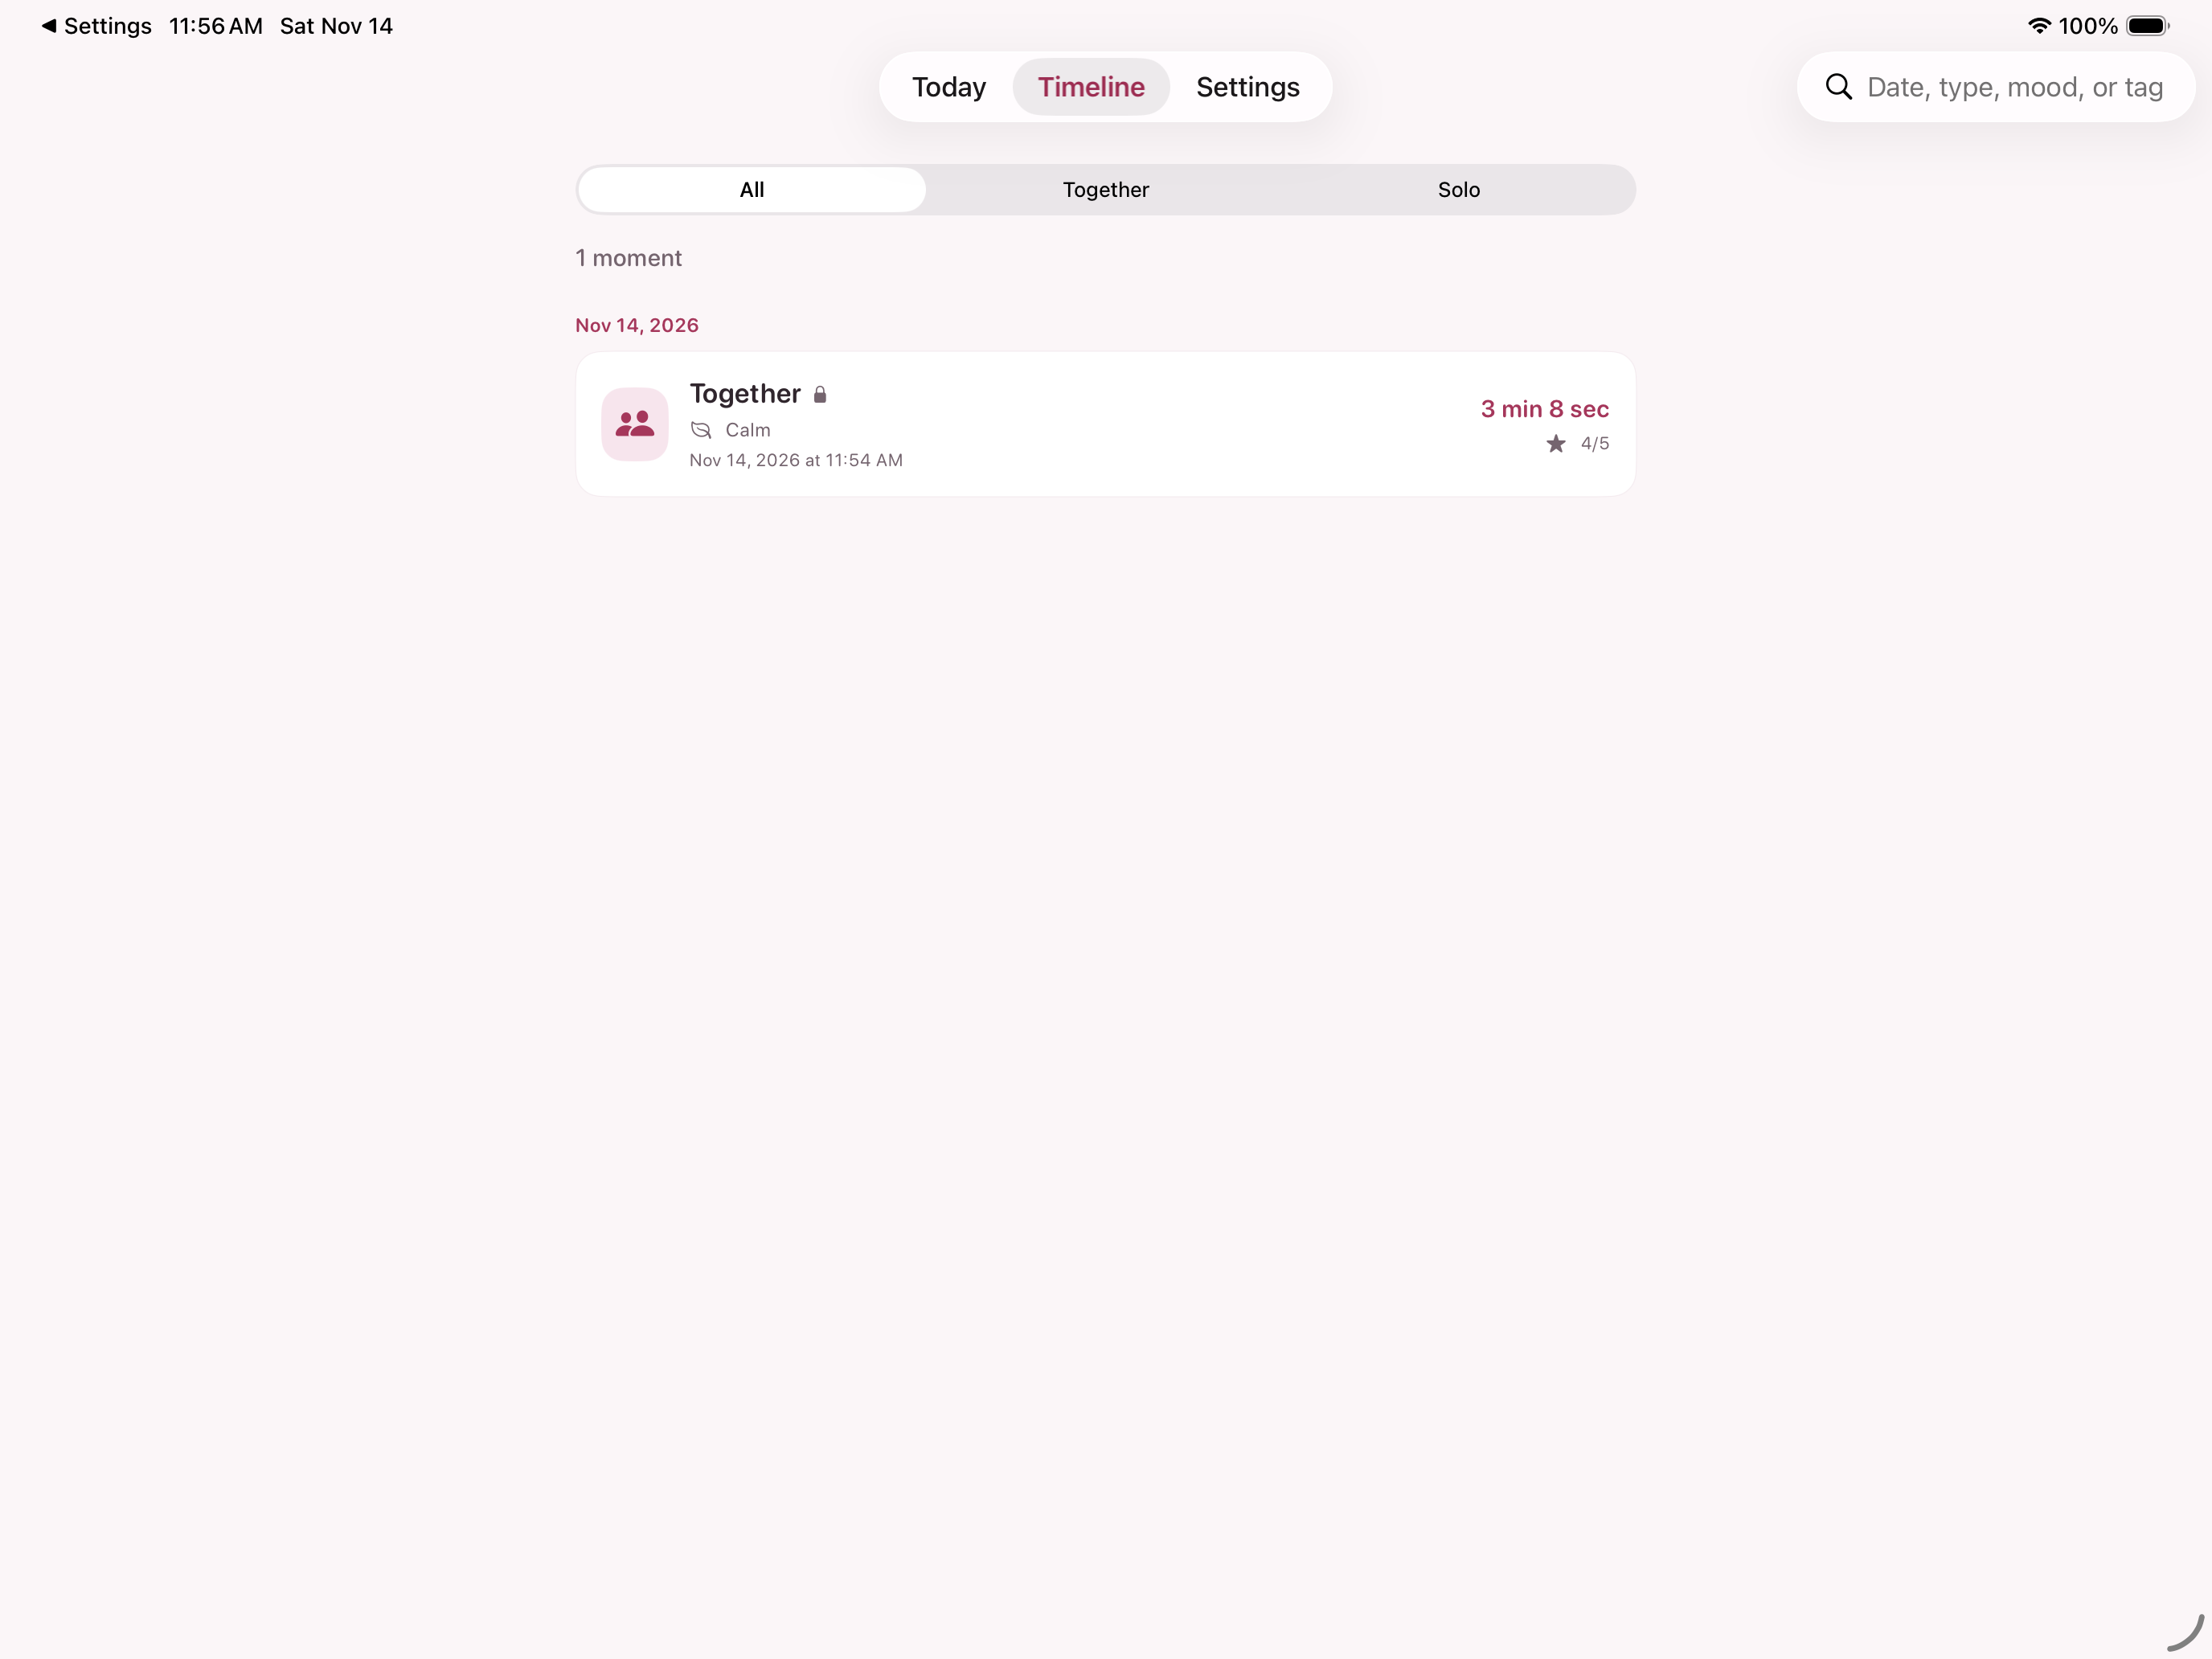 Settings 11:56 AM Sat Nov 14
100%
Today Timeline Settings
Date, type, mood, or tag
All Together Solo
1 moment
Nov 14, 2026
Together
3 min 8 sec
Calm
4/5
Nov 14, 2026 at 11:54 AM